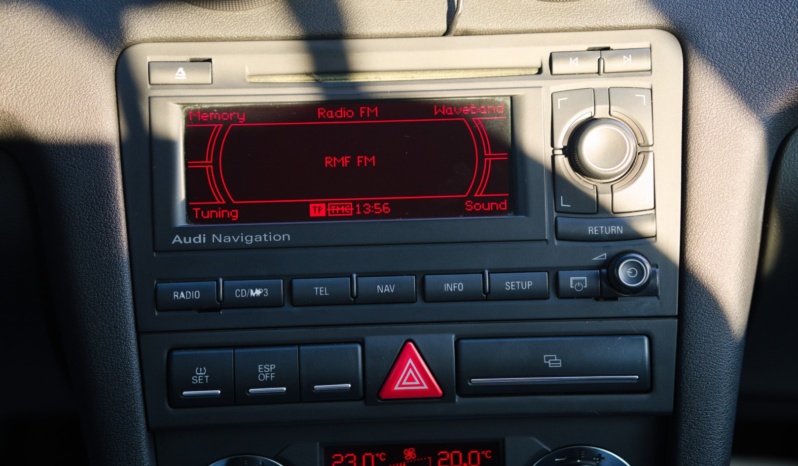 Memory Radio FM Waveband
RMF FM
Tuning TP TMC 13:56 Sound
Audi Navigation
RETURN
RADIO CD/MP3 TEL NAV INFO SETUP
SET
ESP
OFF
23.0°C 20.0°C